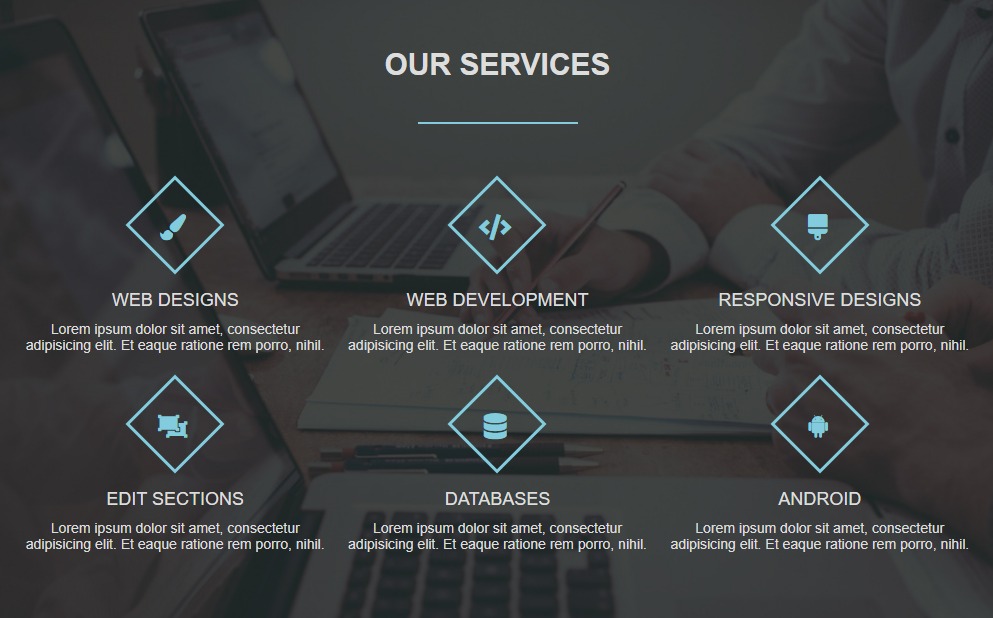 OUR SERVICES
WEB DESIGNS
Lorem ipsum dolor sit amet, consectetur
adipisicing elit. Et eaque ratione rem porro, nihil.
WEB DEVELOPMENT
Lorem ipsum dolor sit amet, consectetur
adipisicing elit. Et eaque ratione rem porro, nihil.
RESPONSIVE DESIGNS
Lorem ipsum dolor sit amet, consectetur
adipisicing elit. Et eaque ratione rem porro, nihil.
EDIT SECTIONS
Lorem ipsum dolor sit amet, consectetur
adipisicing elit. Et eaque ratione rem porro, nihil.
DATABASES
Lorem ipsum dolor sit amet, consectetur
adipisicing elit. Et eaque ratione rem porro, nihil.
ANDROID
Lorem ipsum dolor sit amet, consectetur
adipisicing elit. Et eaque ratione rem porro, nihil.